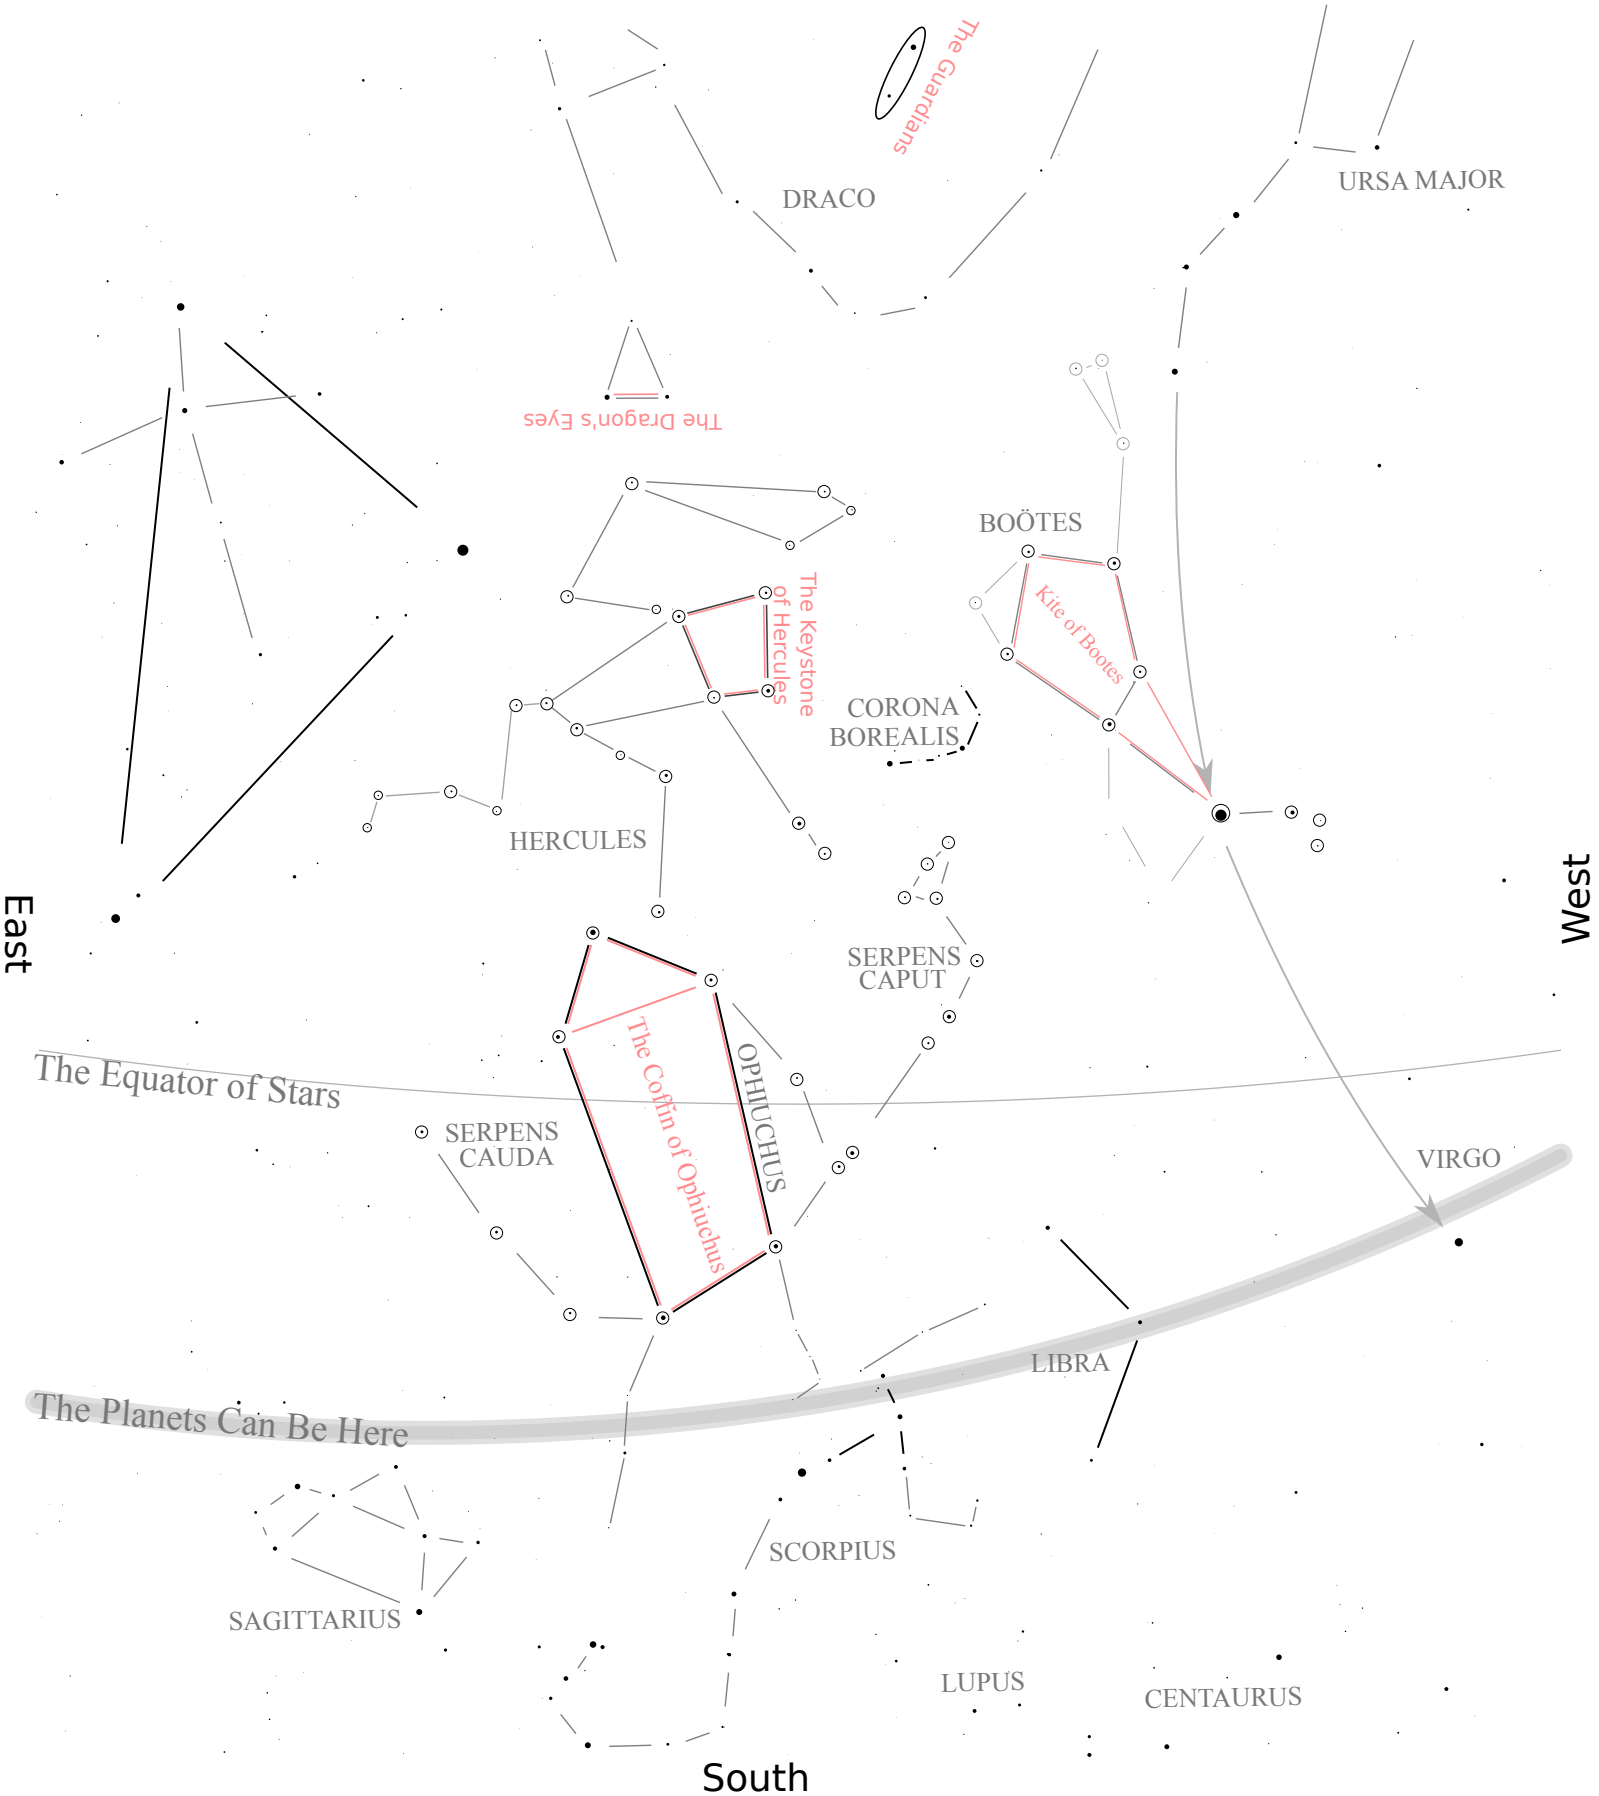 The Guardians
DRACO
URSA MAJOR
The Dragon's Eyes
BOÖTES
Kite of Bootes
The Keystone
of Hercules
CORONA
BOREALIS
HERCULES
East
West
SERPENS
CAPUT
The Coffin of Ophiuchus
OPHIUCHUS
The Equator of Stars
SERPENS
CAUDA
VIRGO
LIBRA
The Planets Can Be Here
SCORPIUS
SAGITTARIUS
LUPUS
CENTAURUS
South